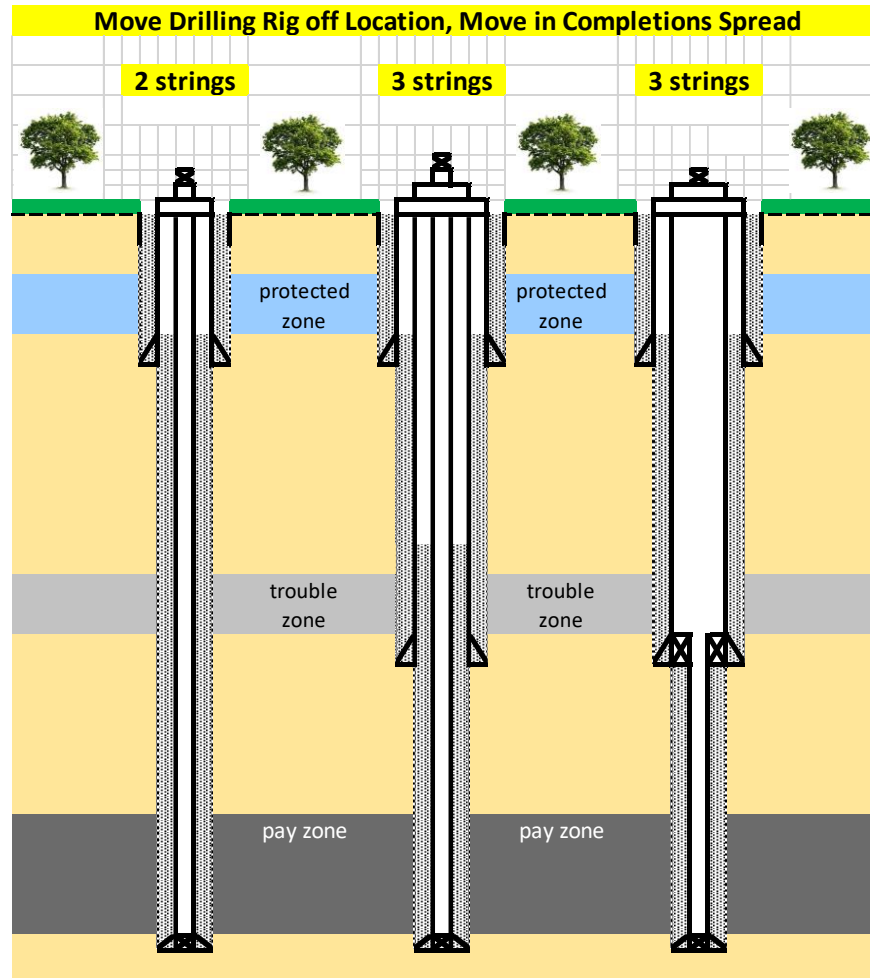 Move Drilling Rig off Location, Move in Completions Spread
2 strings
3 strings
3 strings
protected
zone
protected
zone
trouble
zone
trouble
zone
pay zone
pay zone